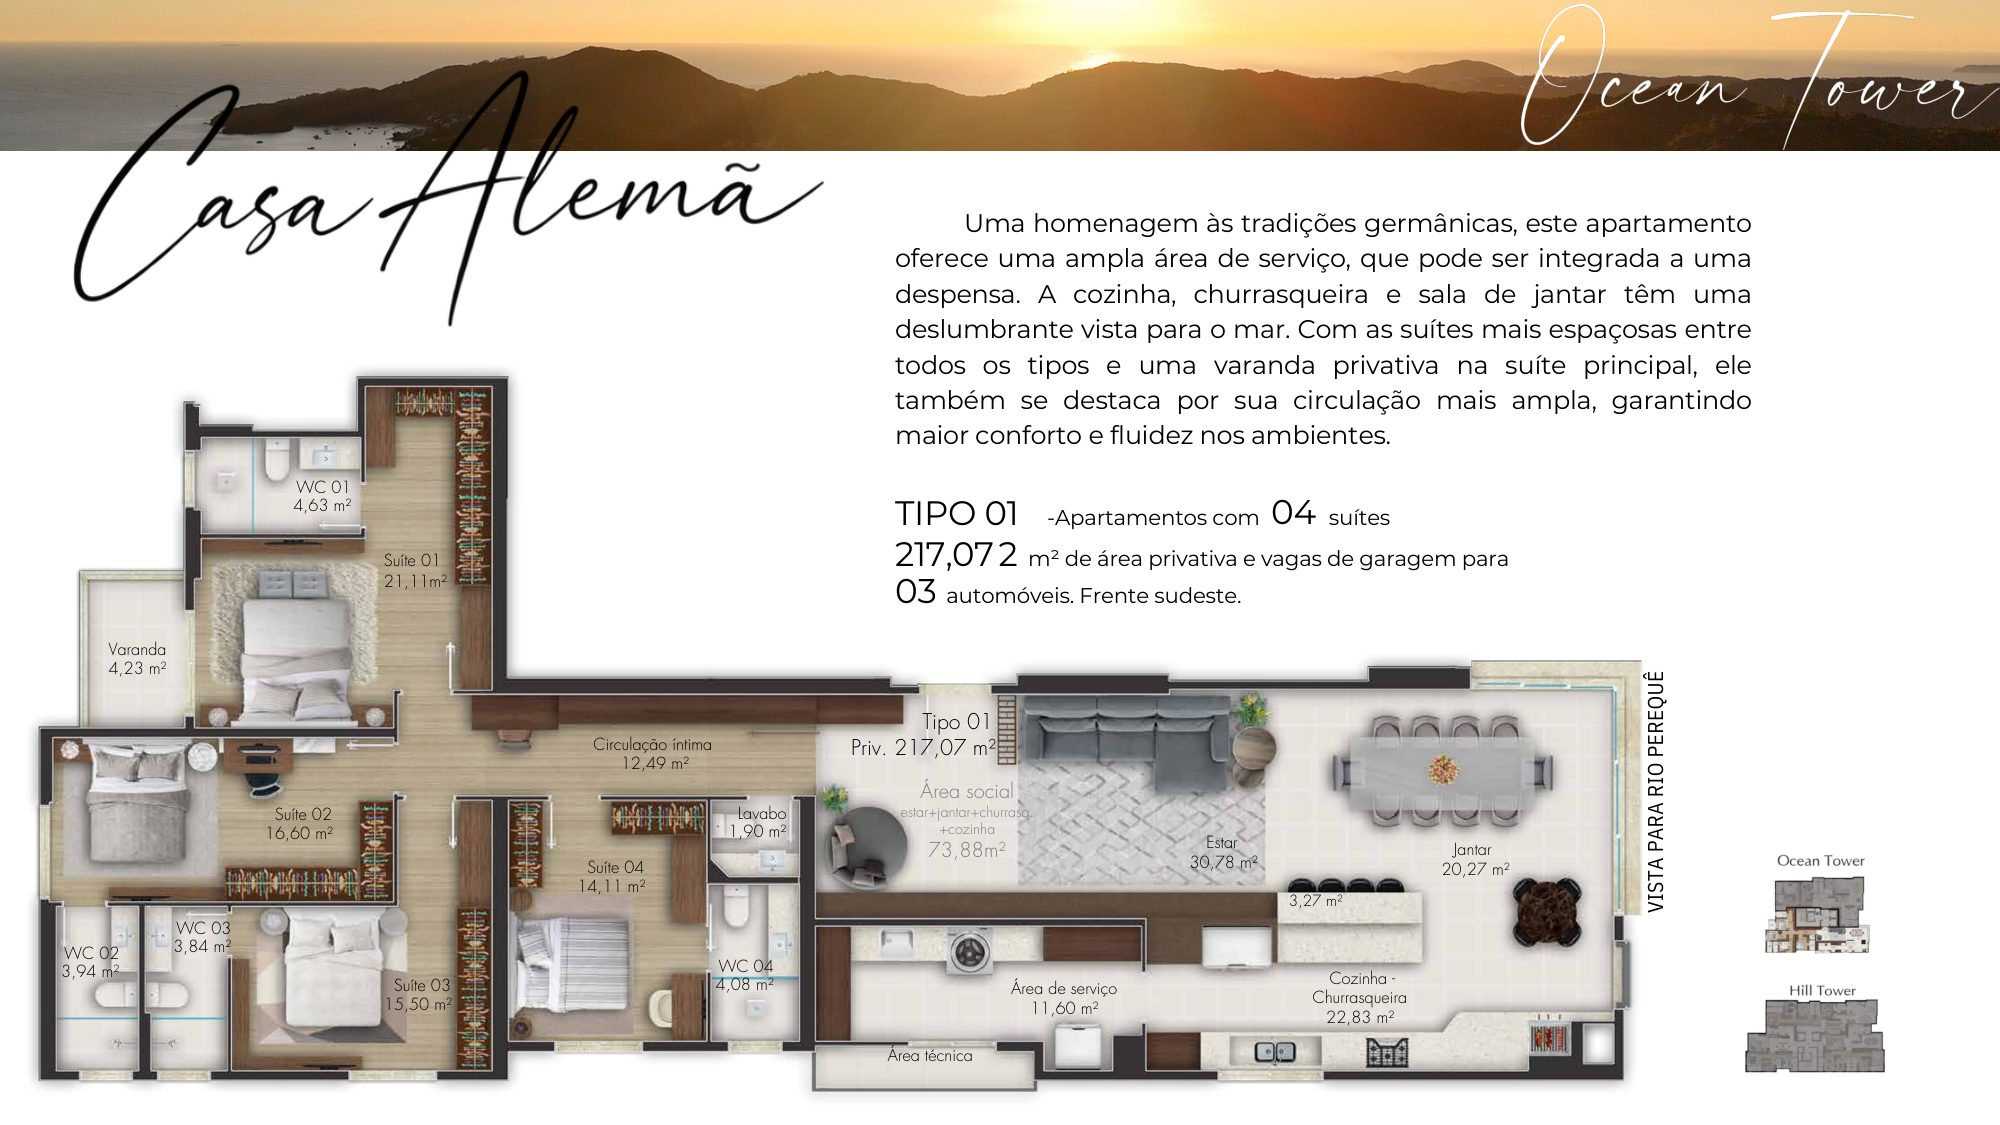 Ocean Tower
Casa Alemã
Uma homenagem às tradições germânicas, este apartamento
oferece uma ampla área de serviço, que pode ser integrada a uma
despensa. A cozinha, churrasqueira e sala de jantar têm uma
deslumbrante vista para o mar. Com as suítes mais espaçosas entre
todos os tipos e uma varanda privativa na suíte principal, ele
também se destaca por sua circulação mais ampla, garantindo
maior conforto e fluidez nos ambientes.
TIPO 01 -Apartamentos com 04 suítes
217,072 m² de área privativa e vagas de garagem para
03 automóveis. Frente sudeste.
WC 01
4,63 m²
Suíte 01
21,11m²
Varanda
4,23 m²
Circulação íntima
12,49 m²
Tipo 01
Priv. 217,07 m²
Área social
estar+jantar+churrasq.
+cozinha
73,88m²
Suíte 02
16,60 m²
Lavabo
1,90 m²
Suíte 04
14,11 m²
Estar
30,78 m²
Jantar
20,27 m²
3,27 m²
WC 03
3,84 m²
WC 02
3,94 m²
Suíte 03
15,50 m²
WC 04
4,08 m²
Área de serviço
11,60 m²
Cozinha -
Churrasqueira
22,83 m²
Área técnica
VISTA PARA RIO PEREQUÊ
Ocean Tower
Hill Tower